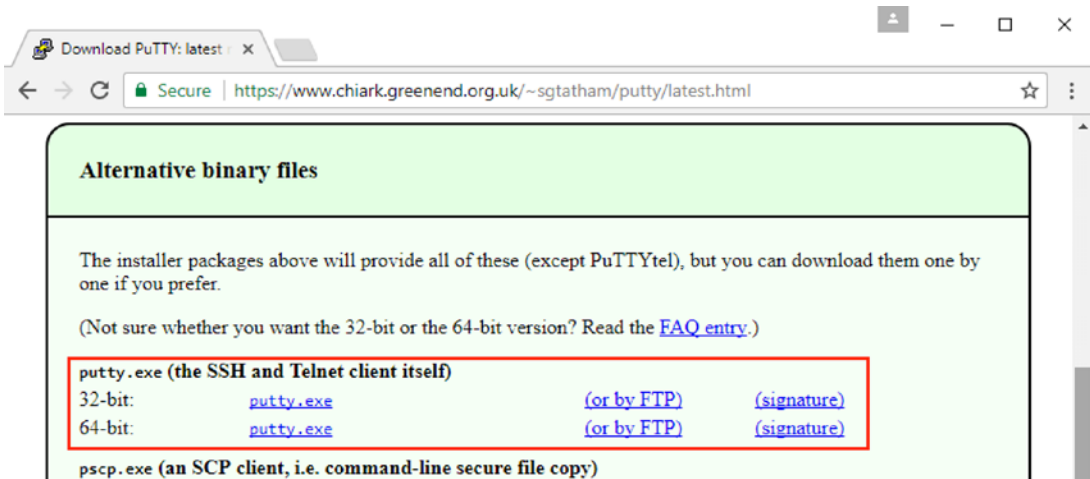 Download PuTTY: latest r
Secure | https://www.chiark.greenend.org.uk/~sgtatham/putty/latest.html
Alternative binary files
The installer packages above will provide all of these (except PuTTYtel), but you can download them one by
one if you prefer.
(Not sure whether you want the 32-bit or the 64-bit version? Read the FAQ entry.)
putty.exe (the SSH and Telnet client itself)
32-bit: putty.exe (or by FTP) (signature)
64-bit: putty.exe (or by FTP) (signature)
pscp.exe (an SCP client, i.e. command-line secure file copy)